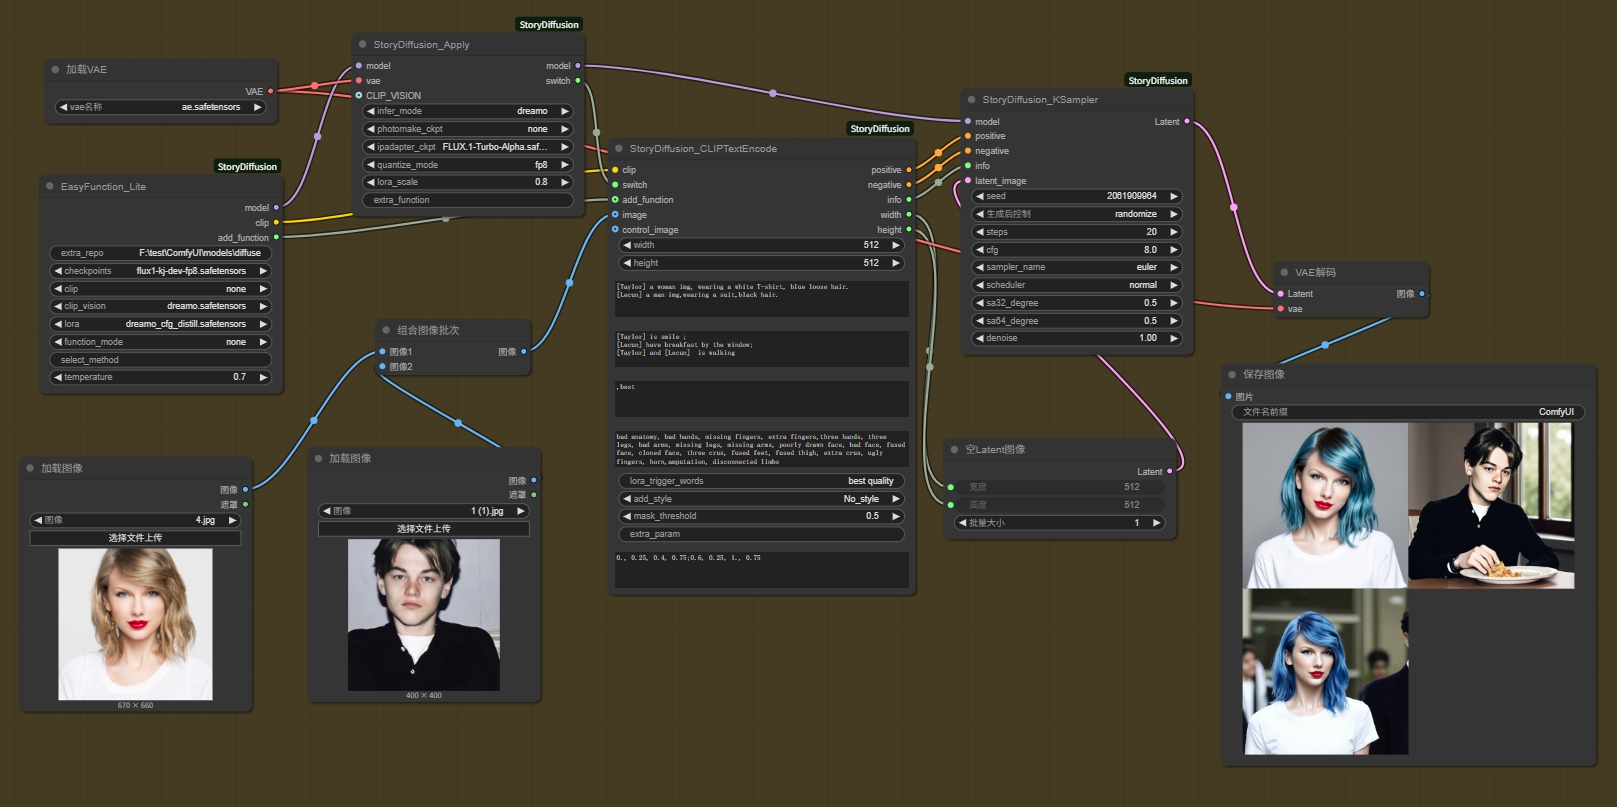 加载VAE
VAE
vae名称
ae.safetensors
StoryDiffusion
EasyFunction_Lite
model
clip
add_function
extra_repo
F:\test\ComfyUI\models\diffuse
checkpoints
flux1-kj-dev-fp8.safetensors
clip
none
clip_vision
dreamo.safetensors
lora
dreamo_cfg_distill.safetensors
function_mode
none
select_method
temperature
0.7
StoryDiffusion
StoryDiffusion_Apply
model
model
vae
switch
CLIP_VISION
infer_mode
dreamo
photomake_ckpt
none
ipadapter_ckpt
FLUX.1-Turbo-Alpha.saf...
quantize_mode
fp8
lora_scale
0.8
extra_function
组合图像批次
图像1
图像
图像2
加载图像
图像
遮罩
图像
4.jpg
选择文件上传
670 × 660
加载图像
图像
遮罩
图像
1 (1).jpg
选择文件上传
400 × 400
StoryDiffusion
StoryDiffusion_CLIPTextEncode
clip
positive
switch
negative
add_function
info
image
width
control_image
height
width
512
height
512
[Taylor] a woman img, wearing a white T-shirt, blue loose hair.
[Lecun] a man img,wearing a suit,black hair.
[Taylor] is smile ;
[Lecun] have breakfast by the window;
[Taylor] and [Lecun]  is walking
,best
bad anatomy, bad hands, missing fingers, extra fingers,three hands, three
legs, bad arms, missing legs, missing arms, poorly drawn face, bad face, fused
face, cloned face, three crus, fused feet, fused thigh, extra crus, ugly
fingers, horn,amputation, disconnected limbs
lora_trigger_words
best quality
add_style
No_style
mask_threshold
0.5
extra_param
0., 0.25, 0.4, 0.75;0.6, 0.25, 1., 0.75
StoryDiffusion
StoryDiffusion_KSampler
model
Latent
positive
negative
info
latent_image
seed
2061909964
生成后控制
randomize
steps
20
cfg
8.0
sampler_name
euler
scheduler
normal
sa32_degree
0.5
sa64_degree
0.5
denoise
1.00
空Latent图像
Latent
宽度
512
高度
512
批量大小
1
VAE解码
Latent
图像
vae
保存图像
图片
文件名前缀
ComfyUI